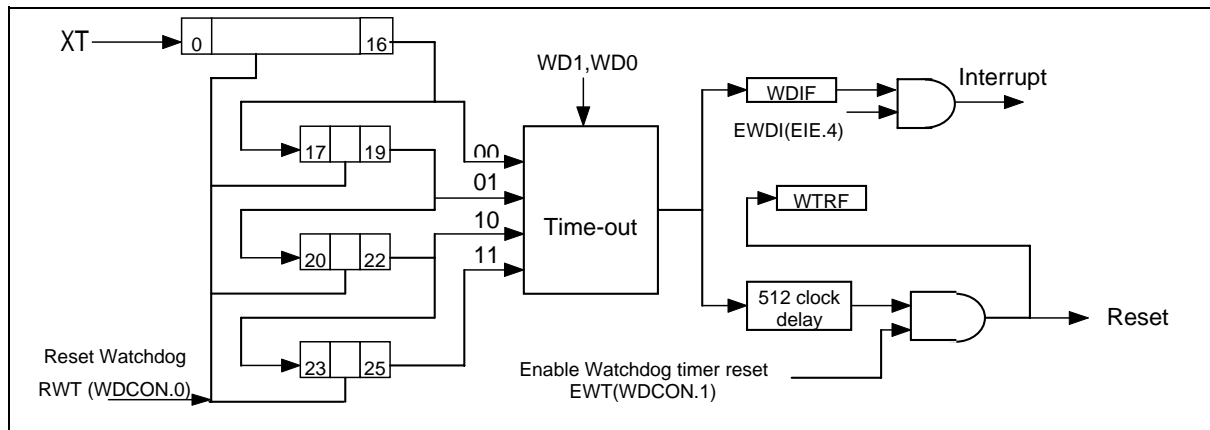 XT
0
16
WD1,WD0
WDIF
Interrupt
EWDI(EIE.4)
17
19
00
01
WTRF
10
Time-out
20
22
11
512 clock
delay
Reset
Reset Watchdog
23
25
Enable Watchdog timer reset
RWT (WDCON.0)
EWT(WDCON.1)